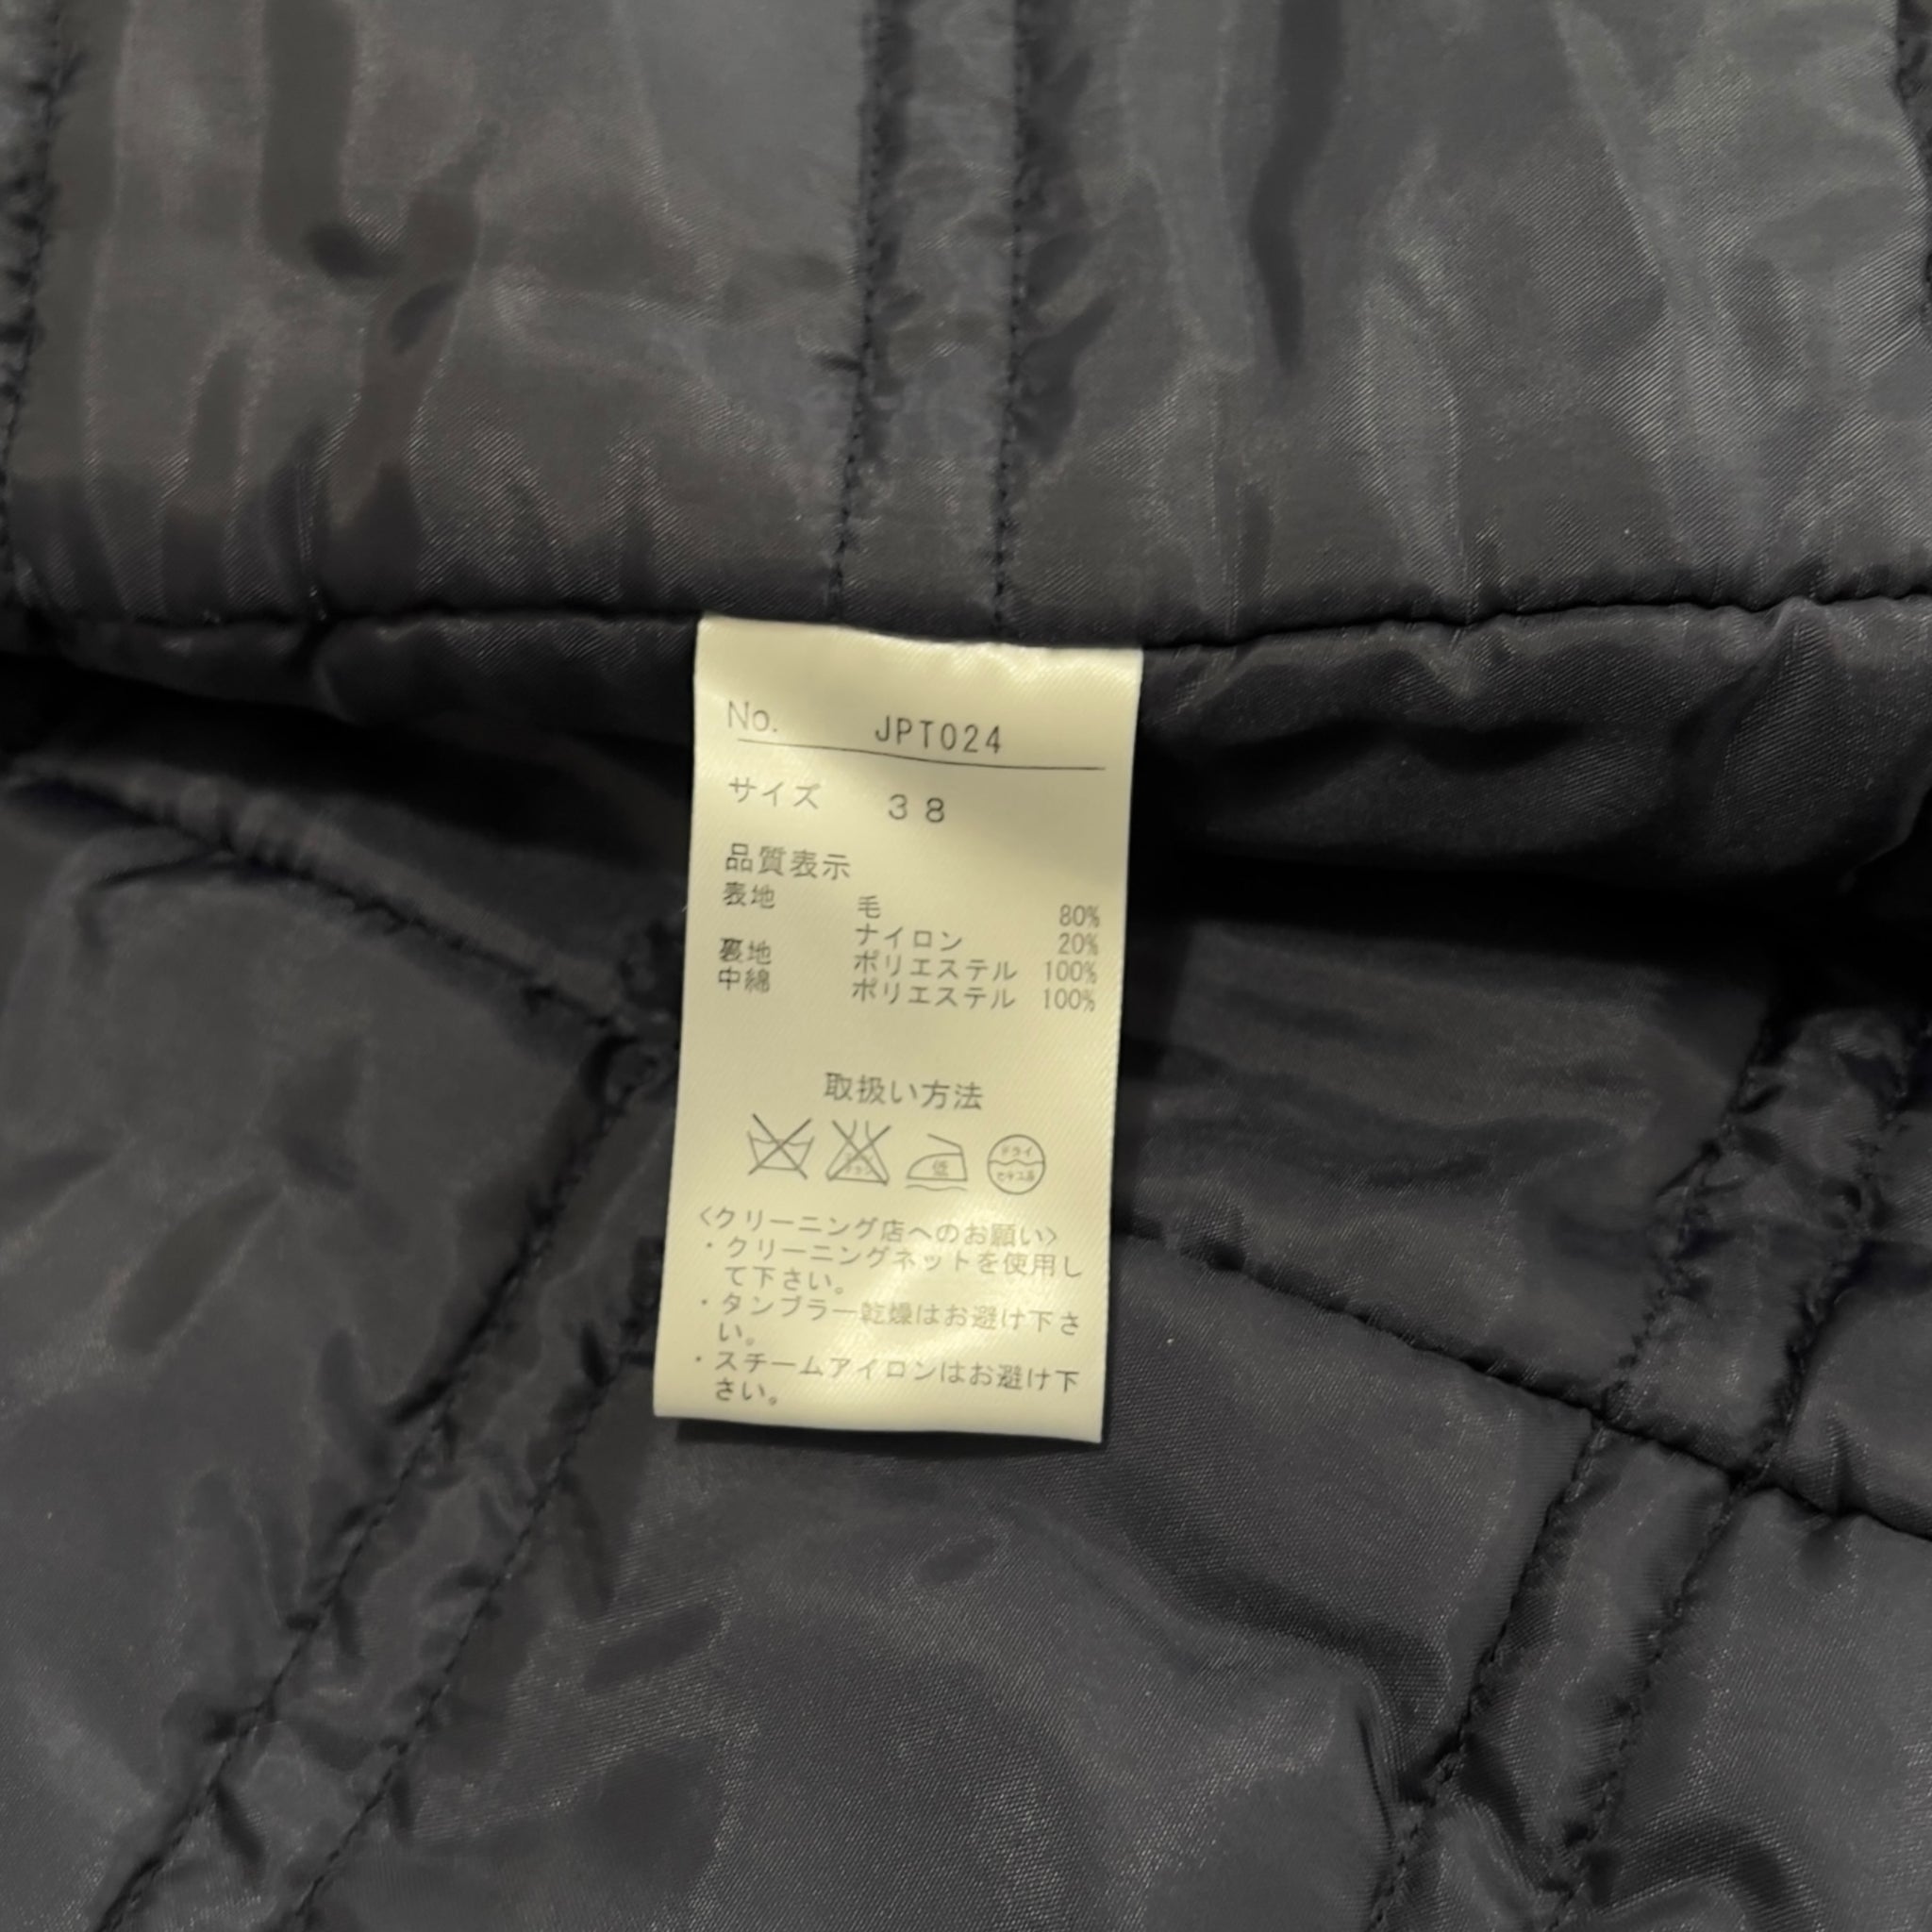 No. JPT024
サイズ 38
品質表示
表地 毛 80%
ナイロン 20%
裏地 ポリエステル 100%
中綿 ポリエステル 100%
取扱い方法
低 ドライ
セキユ系
<クリーニング店へのお願い>
・クリーニングネットを使用し
て下さい。
・タンブラー乾燥はお避け下さ
い。
・スチームアイロンはお避け下
さい。